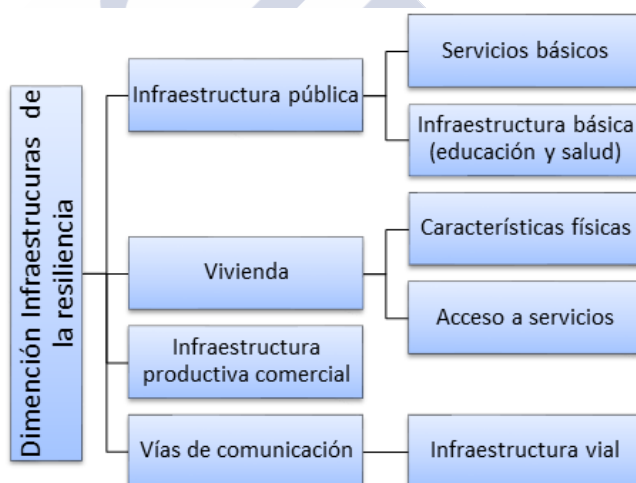 Dimención Infraestrucuras de
la resiliencia
Infraestructura pública
Servicios básicos
Infraestructura básica
(educación y salud)
Vivienda
Características físicas
Acceso a servicios
Infraestructura
productiva comercial
Vías de comunicación
Infraestructura vial